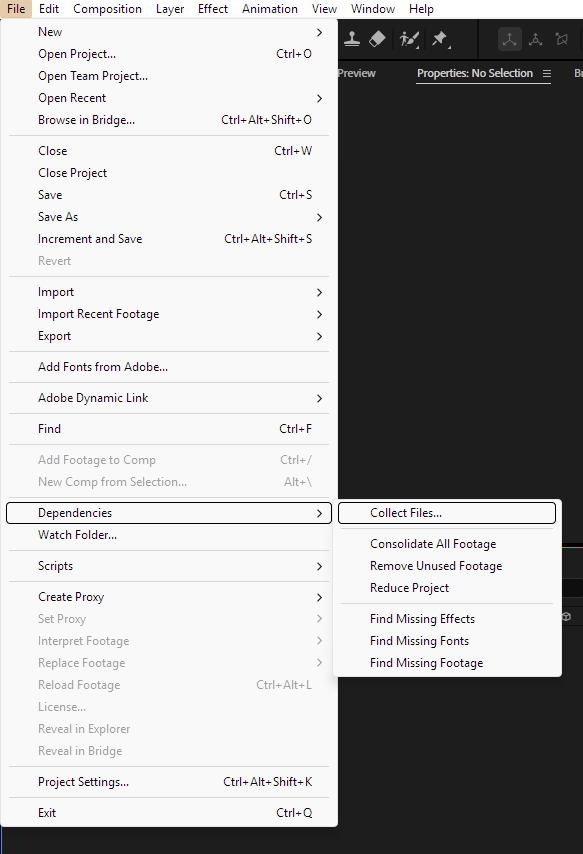 File Edit Composition Layer Effect Animation View Window Help
Preview Properties: No Selection
New
Open Project... Ctrl+O
Open Team Project...
Open Recent
Browse in Bridge... Ctrl+Alt+Shift+O
Close Ctrl+W
Close Project
Save Ctrl+S
Save As
Increment and Save Ctrl+Alt+Shift+S
Revert
Import
Import Recent Footage
Export
Add Fonts from Adobe...
Adobe Dynamic Link
Find Ctrl+F
Add Footage to Comp Ctrl+/
New Comp from Selection... Alt+\
Dependencies
Watch Folder...
Scripts
Create Proxy
Set Proxy
Interpret Footage
Replace Footage
Reload Footage Ctrl+Alt+L
License...
Reveal in Explorer
Reveal in Bridge
Project Settings... Ctrl+Alt+Shift+K
Exit Ctrl+Q
Collect Files...
Consolidate All Footage
Remove Unused Footage
Reduce Project
Find Missing Effects
Find Missing Fonts
Find Missing Footage